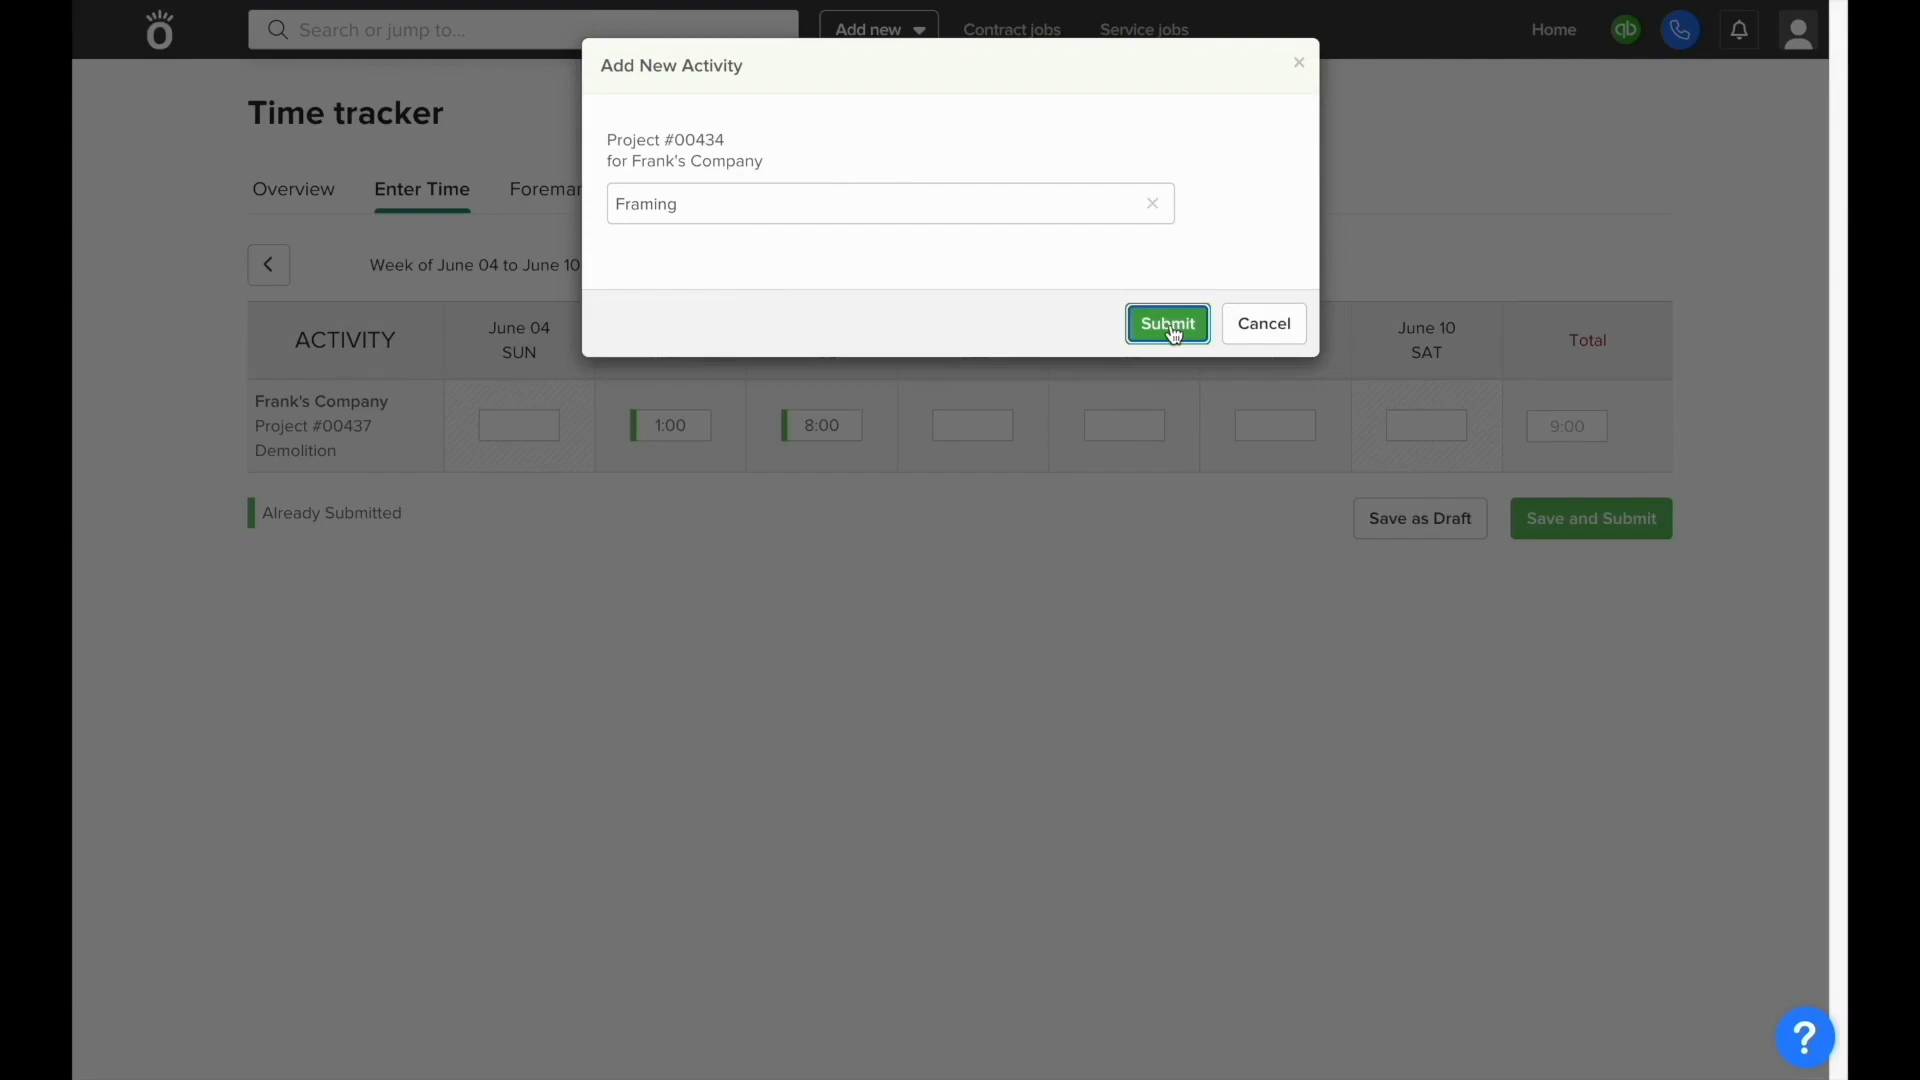 Search or jump to...
Add new
Contract jobs
Service jobs
Home
qb
Add New Activity
×
Time tracker
Project #00434
for Frank's Company
Overview
Enter Time
Foreman
Framing
×
Week of June 04 to June 10
Submit
Cancel
ACTIVITY
June 04
SUN
June 10
SAT
Total
Frank's Company
Project #00437
Demolition
1:00
8:00
9:00
Already Submitted
Save as Draft
Save and Submit
?